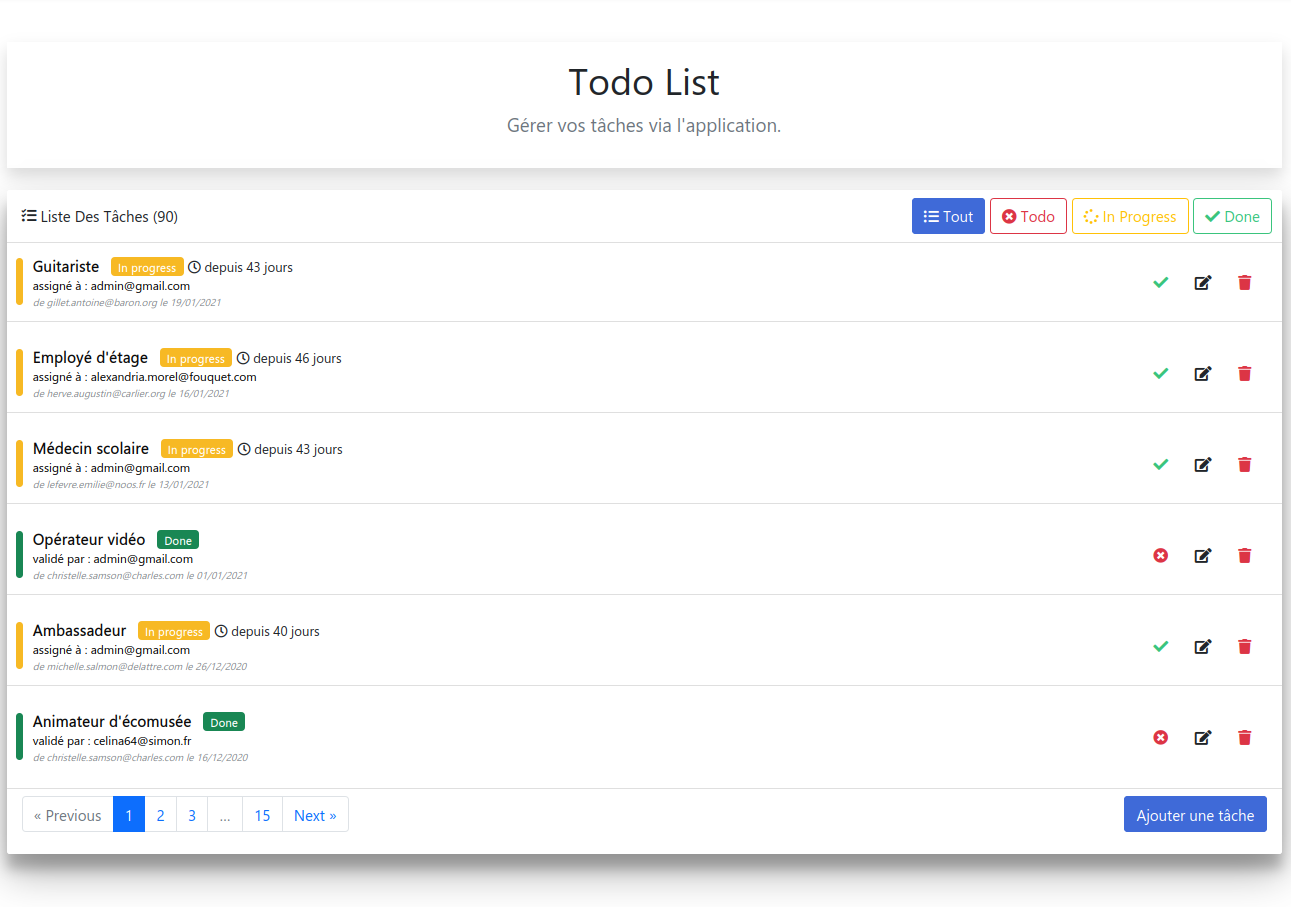 Todo List
Gérer vos tâches via l'application.
Liste Des Tâches (90) Tout Todo In Progress Done
Guitariste In progress depuis 43 jours
assigné à : admin@gmail.com
de gillet.antoine@baron.org le 19/01/2021
Employé d'étage In progress depuis 46 jours
assigné à : alexandria.morel@fouquet.com
de herve.augustin@carlier.org le 16/01/2021
Médecin scolaire In progress depuis 43 jours
assigné à : admin@gmail.com
de lefevre.emilie@noos.fr le 13/01/2021
Opérateur vidéo Done
validé par : admin@gmail.com
de christelle.samson@charles.com le 01/01/2021
Ambassadeur In progress depuis 40 jours
assigné à : admin@gmail.com
de michelle.salmon@delattre.com le 26/12/2020
Animateur d'écomusée Done
validé par : celina64@simon.fr
de christelle.samson@charles.com le 16/12/2020
« Previous 1 2 3 ... 15 Next » Ajouter une tâche